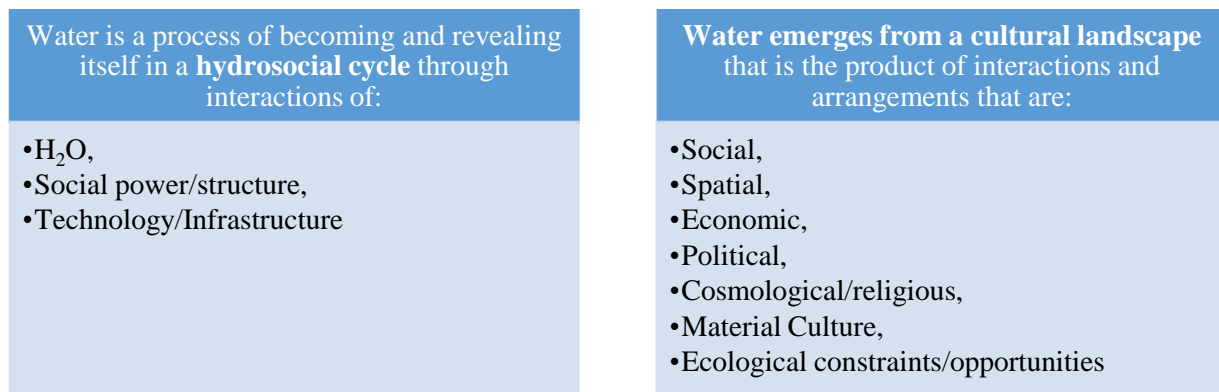 Water is a process of becoming and revealing
itself in a hydrosocial cycle through
interactions of:
•H₂O,
•Social power/structure,
•Technology/Infrastructure
Water emerges from a cultural landscape
that is the product of interactions and
arrangements that are:
•Social,
•Spatial,
•Economic,
•Political,
•Cosmological/religious,
•Material Culture,
•Ecological constraints/opportunities